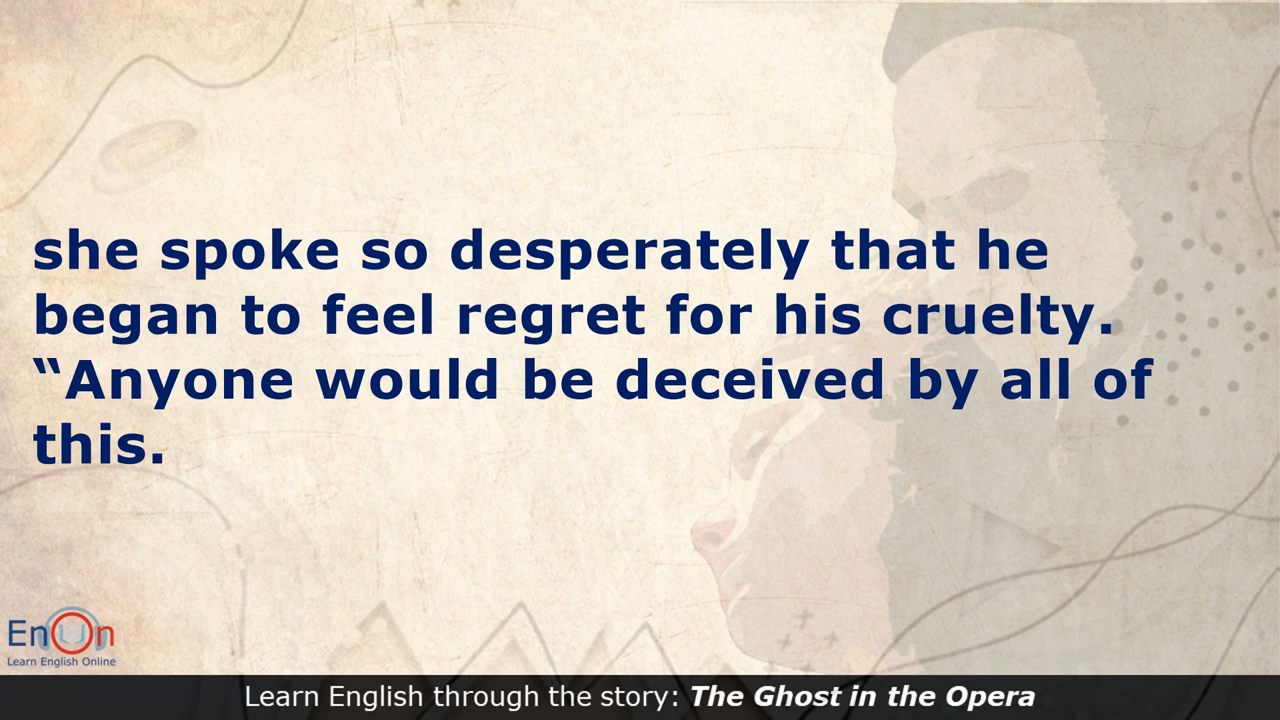 she spoke so desperately that he
began to feel regret for his cruelty.
“Anyone would be deceived by all of
this.
EnOn
Learn English Online
Learn English through the story: The Ghost in the Opera